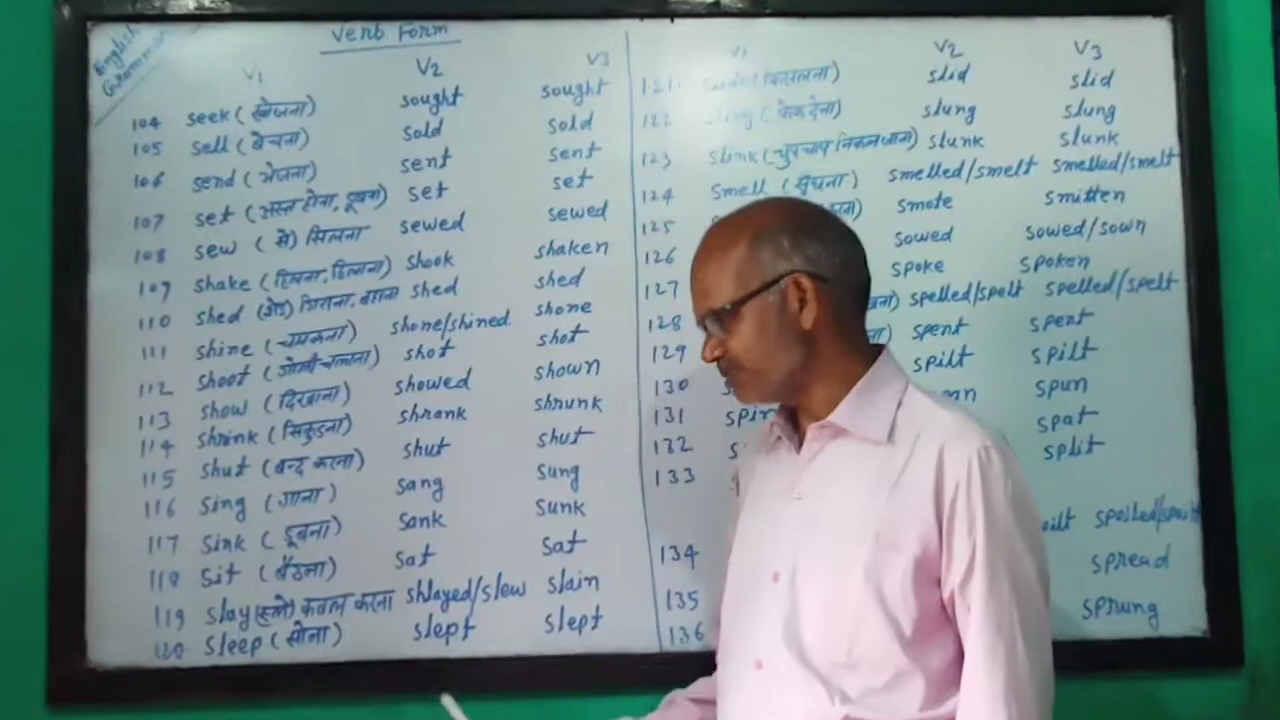 English
Grammar
Verb Form
V1 V2 V3
104 seek (खोजना) sought sought
105 sell (बेचना) sold sold
106 send (भेजना) sent sent
107 set (अस्त होना, डूबना) set set
108 sew (से) सिलना sewed sewed
109 shake (हिलना, हिलाना) shook shaken
110 shed (शेड) गिराना, बहाना shed shed
111 shine (चमकना) shone/shined shone
112 shoot (गोली चलाना) shot shot
113 show (दिखाना) showed shown
114 shrink (सिकुडना) shrank shrunk
115 shut (बन्द करना) shut shut
116 sing (गाना) sang sung
117 sink (डूबना) sank sunk
118 sit (बैठना) sat sat
119 slay (स्ले) कत्ल करना shlayed/slew slain
120 sleep (सोना) slept slept
V1 V2 V3
121 (फिसलना) slid slid
122 sling (फेंक देना) slung slung
123 slink (चुपचाप निकल जाना) slunk slunk
124 smell (सूंघना) smelled/smelt smelled/smelt
125 smote smitten
126 sowed sowed/sown
127 spoke spoken
128 spelled/spelt spelled/spelt
129 spent spent
130 spilt spilt
131 spin spun
132 spat
133 split
134
135 spread
136 sprung